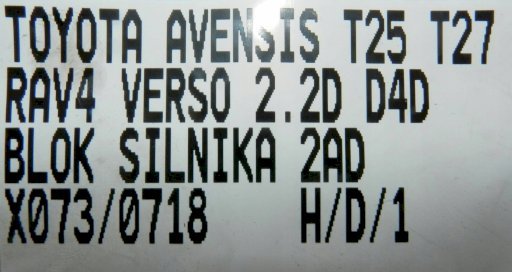 TOYOTA AVENSIS T25 T27
RAV4 VERSO 2.2D D4D
BLOK SILNIKA 2AD
X073/0718 H/D/1